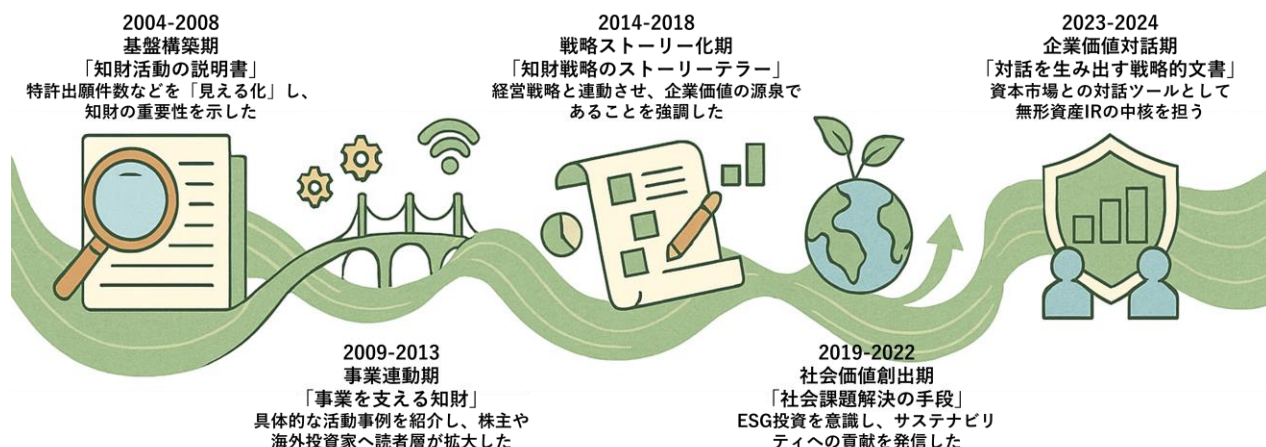 2004-2008
基盤構築期
「知財活動の説明書」
特許出願件数などを「見える化」し、
知財の重要性を示した
2009-2013
事業連動期
「事業を支える知財」
具体的な活動事例を紹介し、株主や
海外投資家へ読者層が拡大した
2014-2018
戦略ストーリー化期
「知財戦略のストーリーテラー」
経営戦略と連動させ、企業価値の源泉で
あることを強調した
2019-2022
社会価値創出期
「社会課題解決の手段」
ESG投資を意識し、サステナビリ
ティへの貢献を発信した
2023-2024
企業価値対話期
「対話を生み出す戦略的文書」
資本市場との対話ツールとして
無形資産IRの中核を担う